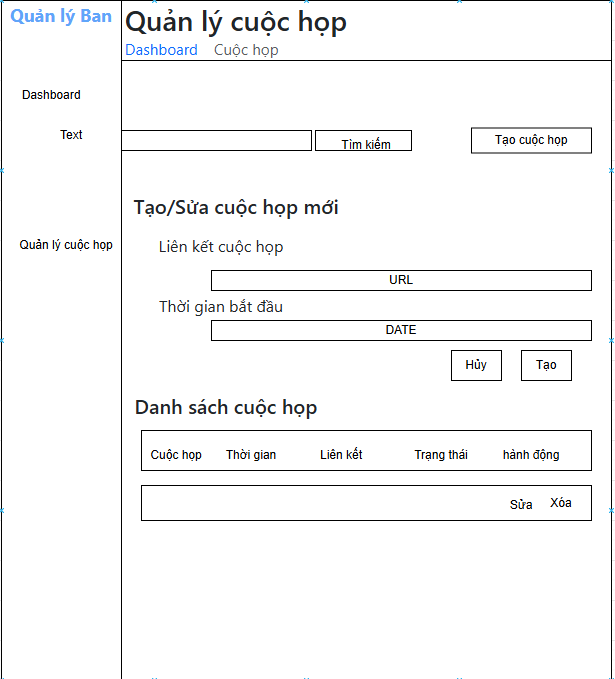 Quản lý Ban
Quản lý cuộc họp
Dashboard Cuộc họp
Dashboard
Text
Tìm kiếm
Tạo cuộc họp
Tạo/Sửa cuộc họp mới
Quản lý cuộc họp
Liên kết cuộc họp
URL
Thời gian bắt đầu
DATE
Hủy
Tạo
Danh sách cuộc họp
Cuộc họp Thời gian Liên kết Trạng thái hành động
Sửa Xóa